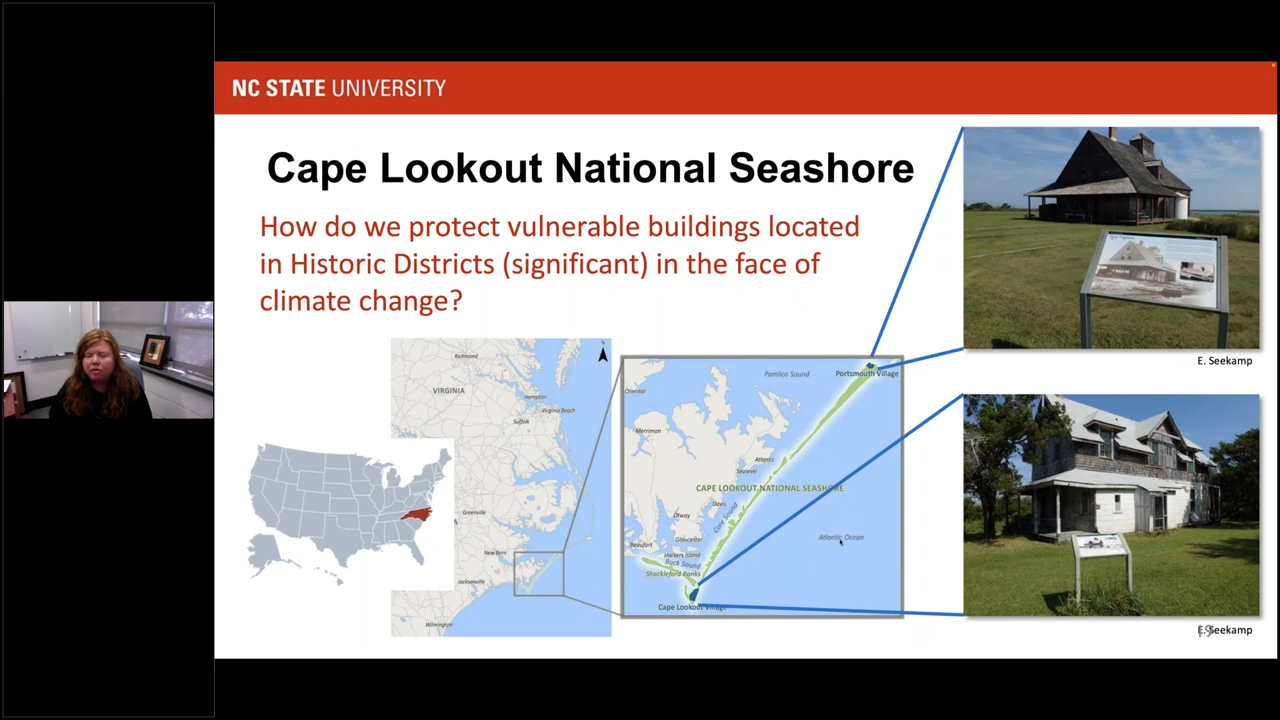 NC STATE UNIVERSITY
Cape Lookout National Seashore
How do we protect vulnerable buildings located
in Historic Districts (significant) in the face of
climate change?
E. Seekamp
Richmond
VIRGINIA
Hampton
Virginia Beach
Suffolk
Greenville
New Bern
Jacksonville
Wilmington
N
Pamlico Sound
Portsmouth Village
Oriental
Merrimon
Atlantic
Sealevel
CAPE LOOKOUT NATIONAL SEASHORE
Davis
Otway
Core Sound
Gloucester
Atlantic Ocean
Beaufort
Harkers Island
Back Sound
Shackleford Banks
Cape Lookout Village
E. Seekamp
19